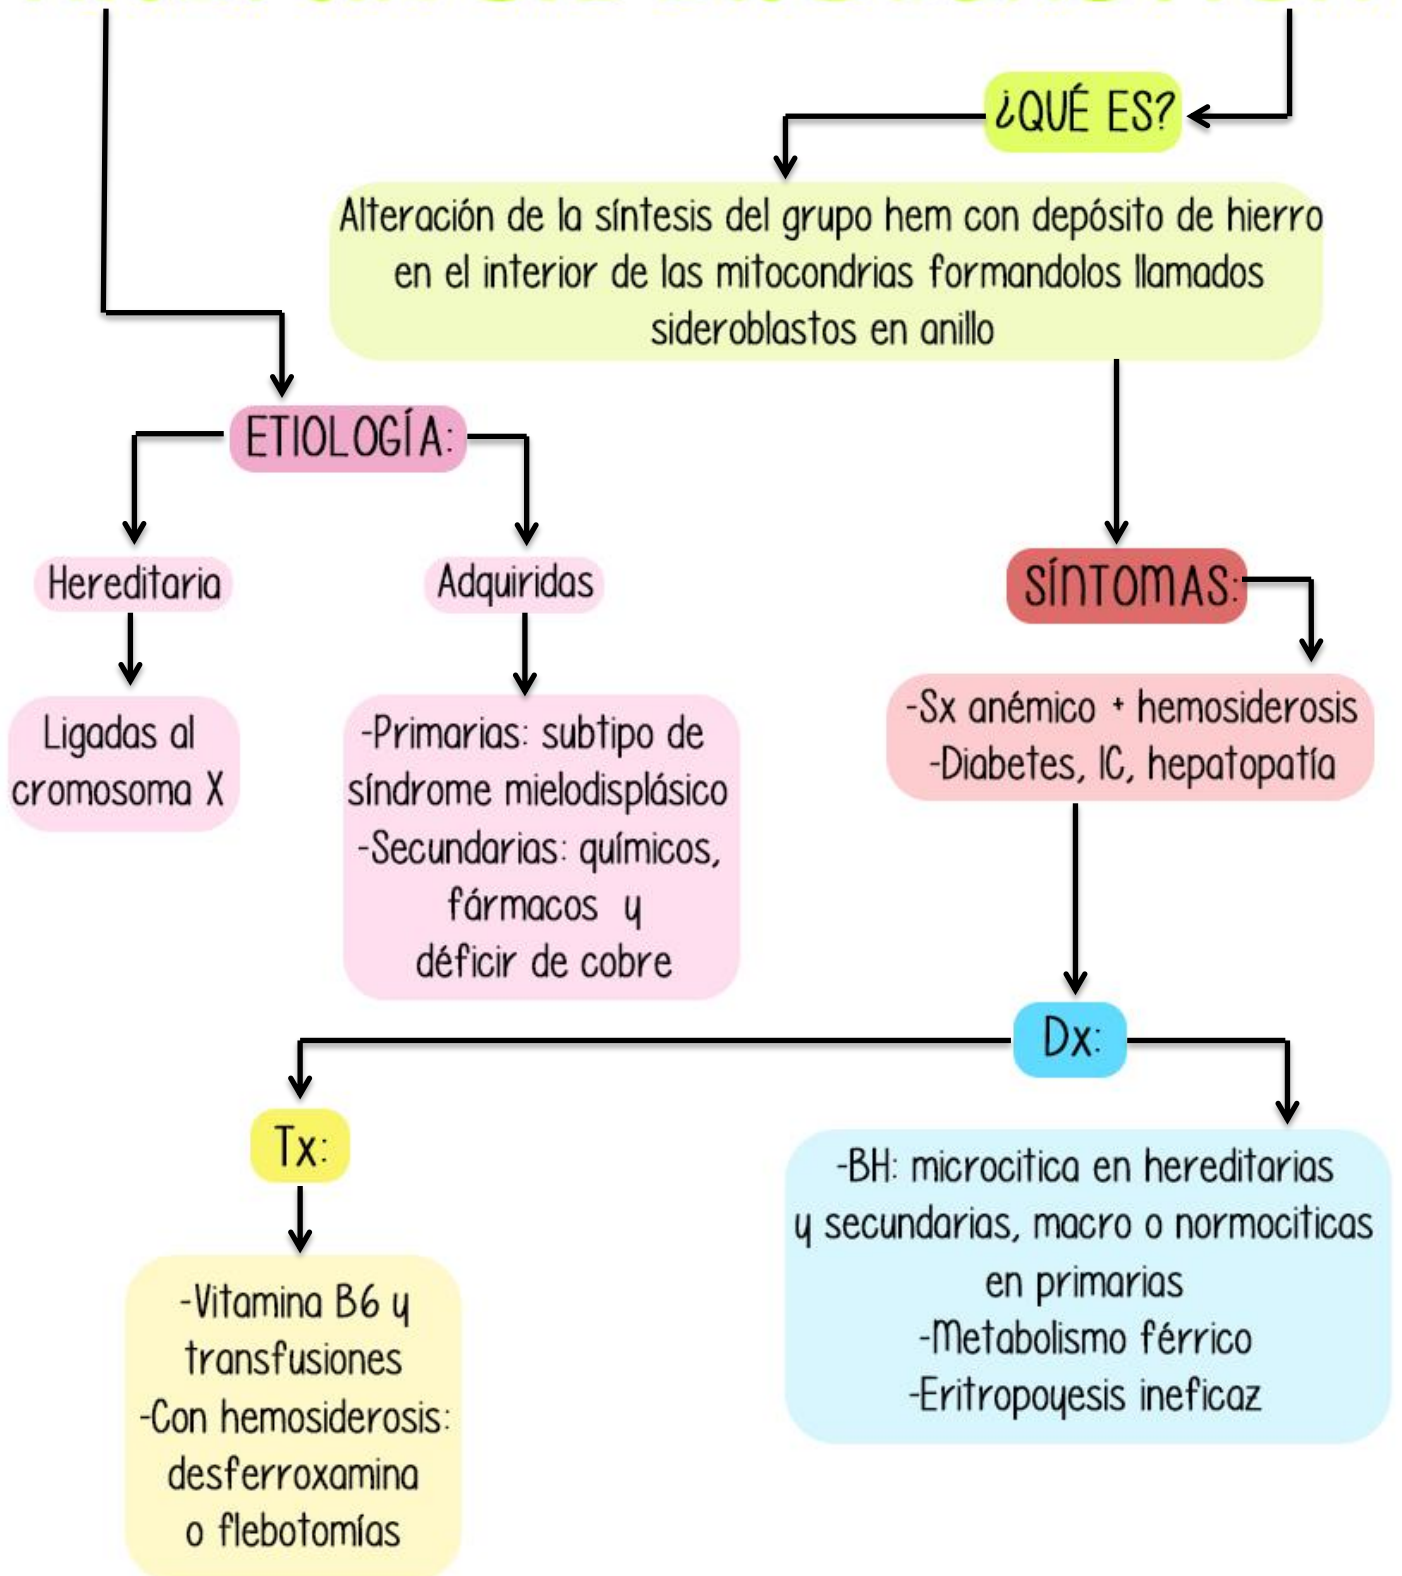 ¿QUÉ ES?
Alteración de la síntesis del grupo hem con depósito de hierro
en el interior de las mitocondrias formandolos llamados
sideroblastos en anillo
ETIOLOGÍA:
Hereditaria
Ligadas al
cromosoma X
Adquiridas
-Primarias: subtipo de
síndrome mielodisplásico
-Secundarias: químicos,
fármacos y
déficir de cobre
SÍNTOMAS:
-Sx anémico + hemosiderosis
-Diabetes, IC, hepatopatía
Dx:
-BH: microcitica en hereditarias
y secundarias, macro o normociticas
en primarias
-Metabolismo férrico
-Eritropoyesis ineficaz
Tx:
-Vitamina B6 y
transfusiones
-Con hemosiderosis:
desferroxamina
o flebotomías